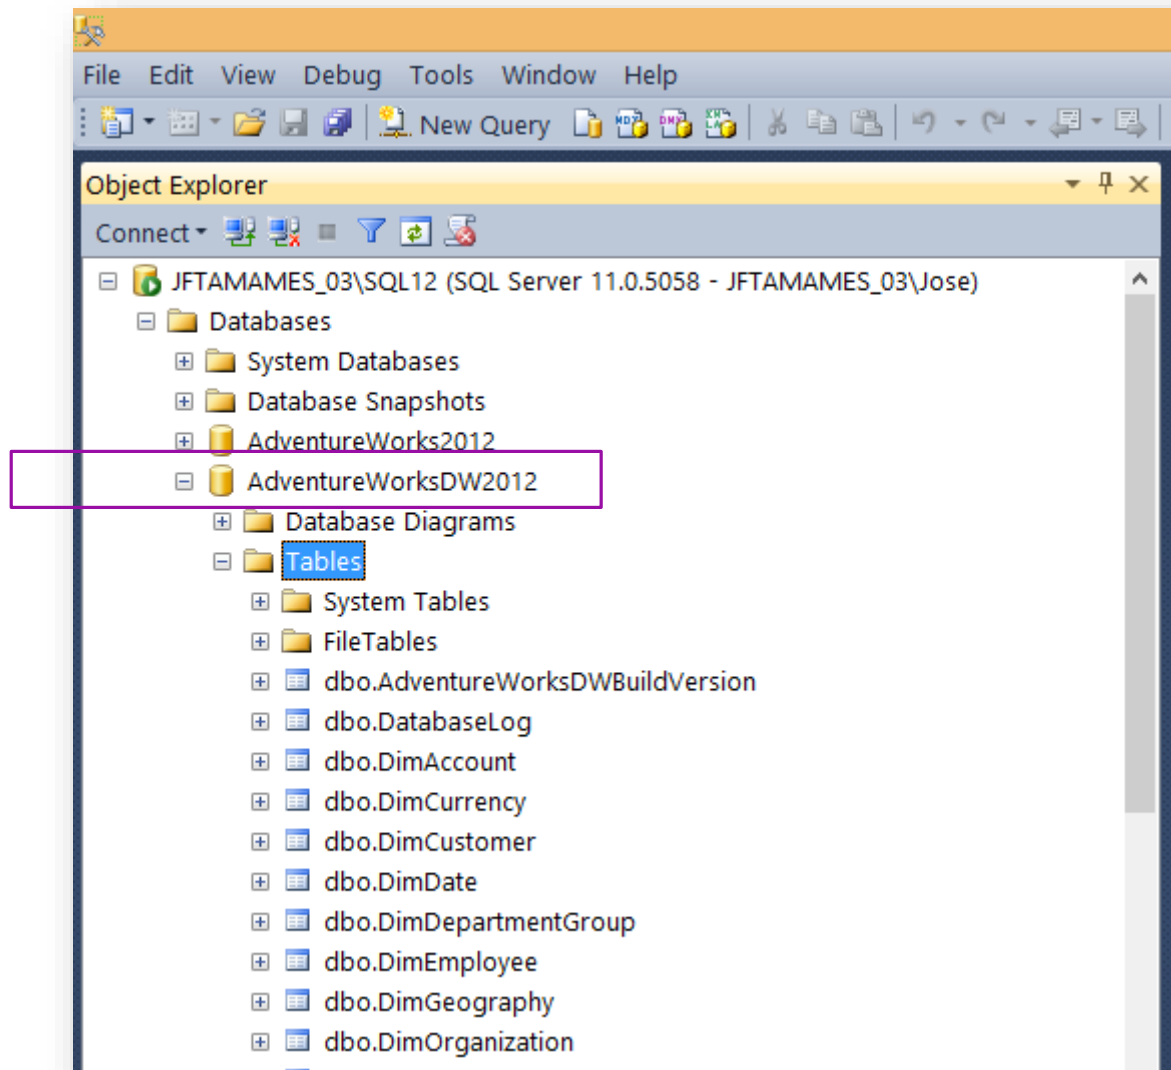 File Edit View Debug Tools Window Help
New Query
Object Explorer
Connect
JFTAMAMES_03\SQL12 (SQL Server 11.0.5058 - JFTAMAMES_03\Jose)
Databases
System Databases
Database Snapshots
AdventureWorks2012
AdventureWorksDW2012
Database Diagrams
Tables
System Tables
FileTables
dbo.AdventureWorksDWBuildVersion
dbo.DatabaseLog
dbo.DimAccount
dbo.DimCurrency
dbo.DimCustomer
dbo.DimDate
dbo.DimDepartmentGroup
dbo.DimEmployee
dbo.DimGeography
dbo.DimOrganization